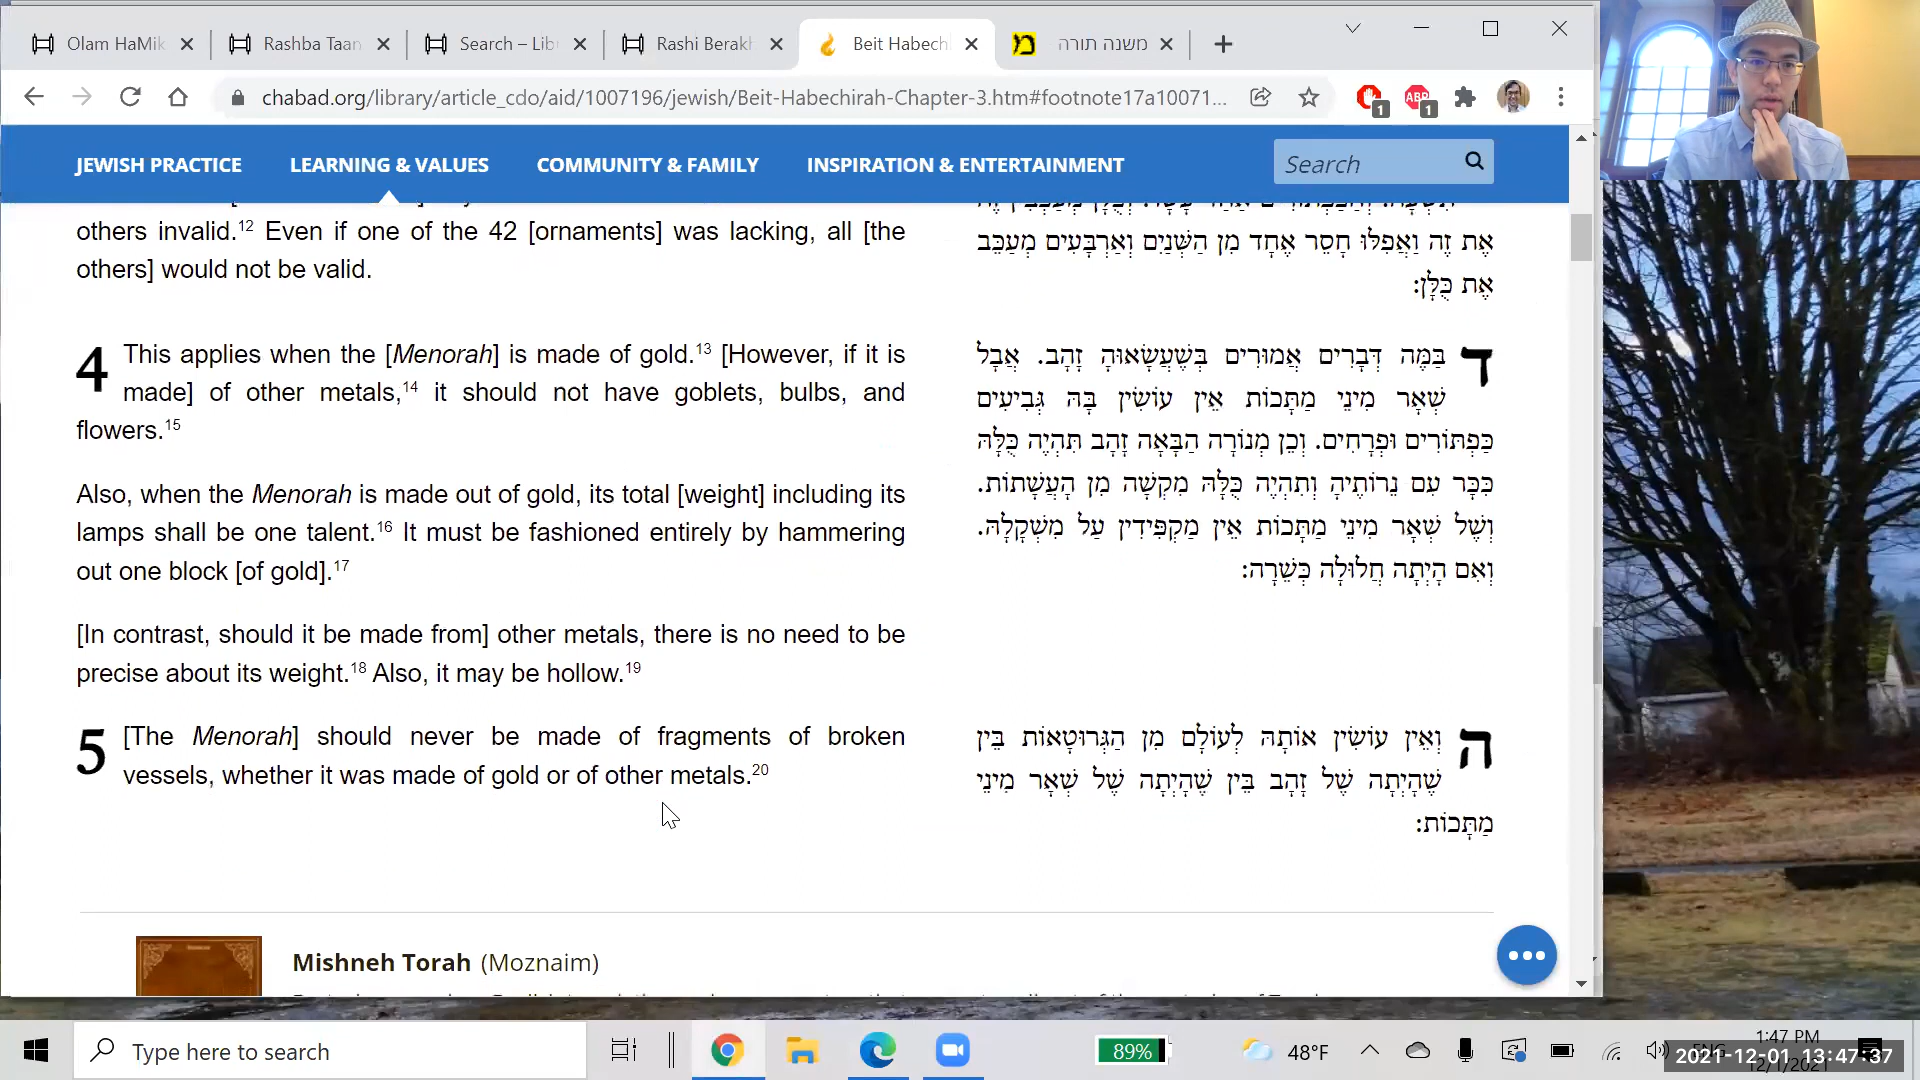 Olam HaMik
Rashba Taan
Search – Lib
Rashi Berakh
Beit Habech
משנה תורה
chabad.org/library/article_cdo/aid/1007196/jewish/Beit-Habechirah-Chapter-3.htm#footnote17a10071...
1
ABP
1
JEWISH PRACTICE
LEARNING & VALUES
COMMUNITY & FAMILY
INSPIRATION & ENTERTAINMENT
Search
others invalid.12 Even if one of the 42 [ornaments] was lacking, all [the
others] would not be valid.
אֶת זֶה וַאֲפִלּוּ חָסֵר אֶחָד מִן הַשְּׁנַיִם וְאַרְבָּעִים מְעַכֵּב
אֶת כֻּלָּן:
4 This applies when the [Menorah] is made of gold.13 [However, if it is
made] of other metals,14 it should not have goblets, bulbs, and
flowers.15
Also, when the Menorah is made out of gold, its total [weight] including its
lamps shall be one talent.16 It must be fashioned entirely by hammering
out one block [of gold].17
[In contrast, should it be made from] other metals, there is no need to be
precise about its weight.18 Also, it may be hollow.19
ד בַּמֶּה דְּבָרִים אֲמוּרִים בְּשֶׁעֲשָׂאוּהָ זָהָב. אֲבָל
שְׁאָר מִינֵי מַתָּכוֹת אֵין עוֹשִׂין בָּהּ גְּבִיעִים
כַּפְתּוֹרִים וּפְרָחִים. וְכֵן מְנוֹרָה הַבָּאָה זָהָב תִּהְיֶה כֻּלָּהּ
כִּכָּר עִם נֵרוֹתֶיהָ וְתִהְיֶה כֻּלָּהּ מִקְשָׁה מִן הָעֲשָׁתוֹת.
וְשֶׁל שְׁאָר מִינֵי מַתָּכוֹת אֵין מַקְפִּידִין עַל מִשְׁקָלָהּ.
וְאִם הָיְתָה חֲלוּלָה כְּשֵׁרָה:
5 [The Menorah] should never be made of fragments of broken
vessels, whether it was made of gold or of other metals.20
ה וְאֵין עוֹשִׂין אוֹתָהּ לְעוֹלָם מִן הַגְּרוּטָאוֹת בֵּין
שֶׁהָיְתָה שֶׁל זָהָב בֵּין שֶׁהָיְתָה שֶׁל שְׁאָר מִינֵי
מַתָּכוֹת:
Mishneh Torah (Moznaim)
Type here to search
89%
48°F
1:47 PM
2021-12-01 13:47:37